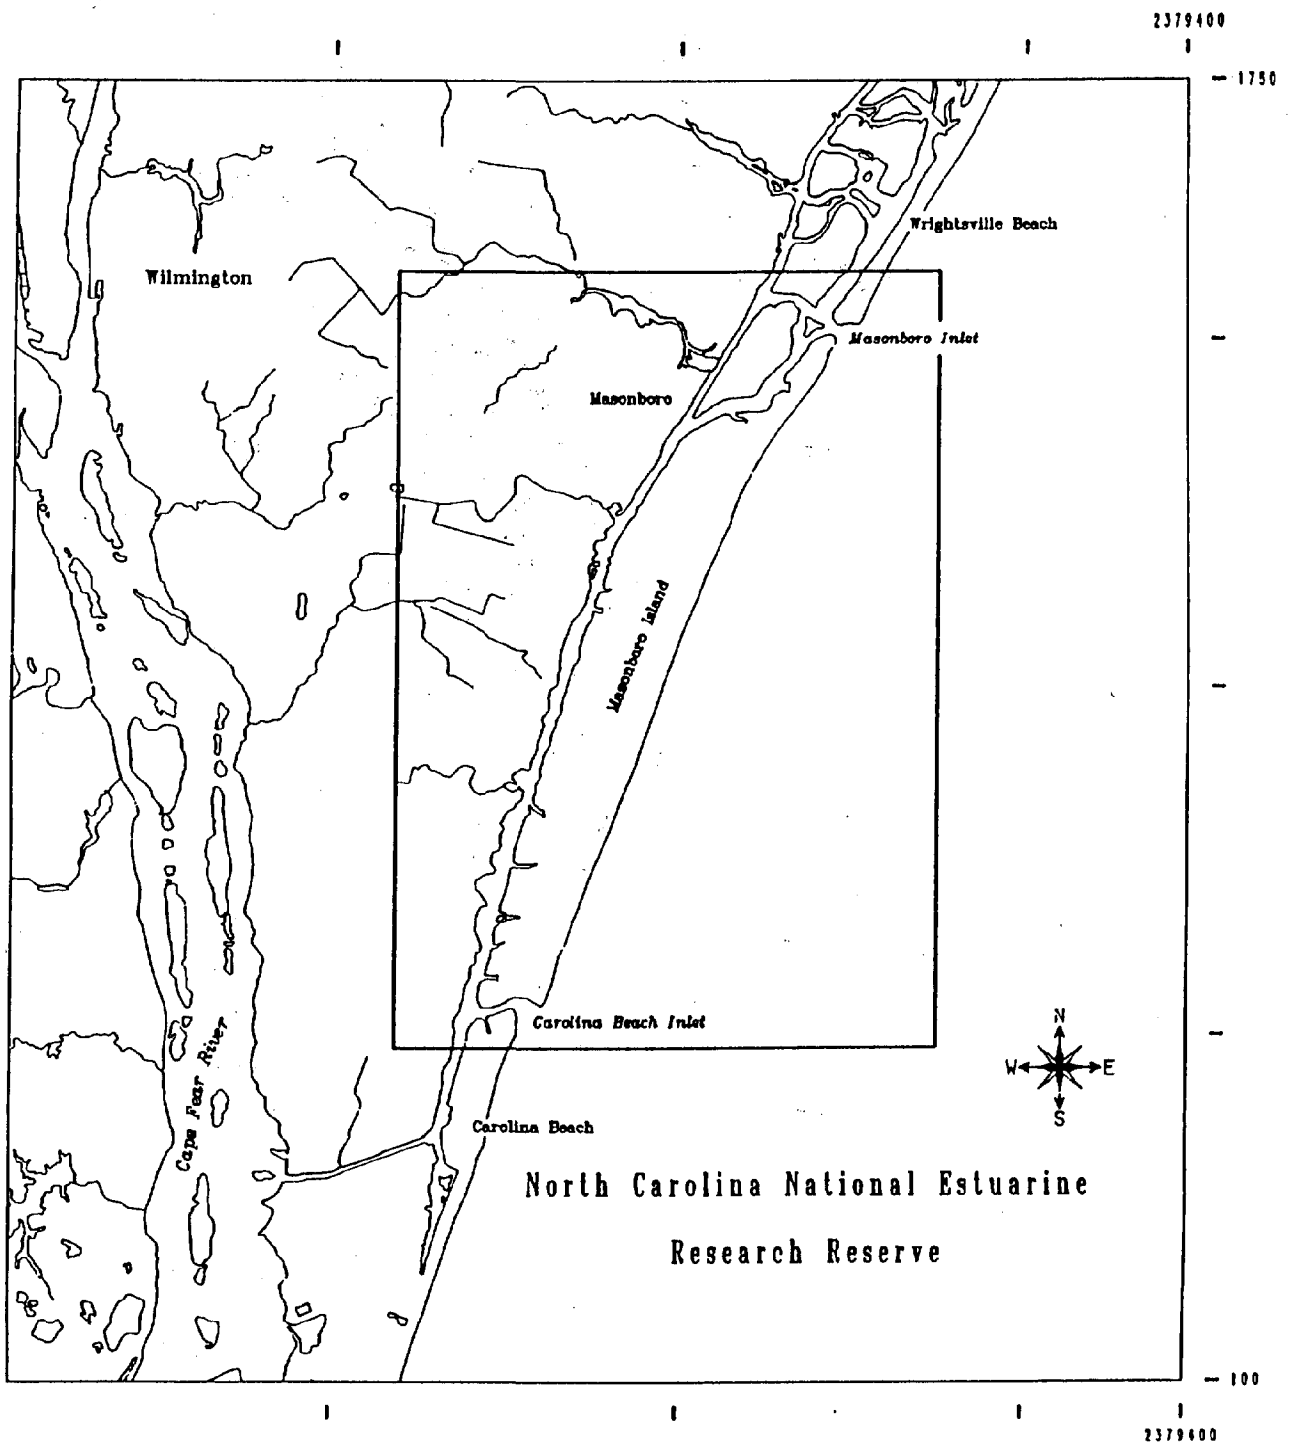 2379400
1750
Wrightsville Beach
Wilmington
Masonboro Inlet
Masonboro
Masonboro Island
Carolina Beach Inlet
N
W E
S
Cape Fear River
Carolina Beach
North Carolina National Estuarine
Research Reserve
100
2379400